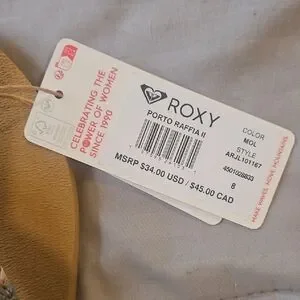 CELEBRATING THE
POWER OF WOMEN
SINCE 1990
ROXY
PORTO RAFFIA II
COLOR
MOL
STYLE
ARJL101167
4501028833
8
MSRP $34.00 USD / $45.00 CAD
MAKE WAVES, MOVE MOUNTAINS